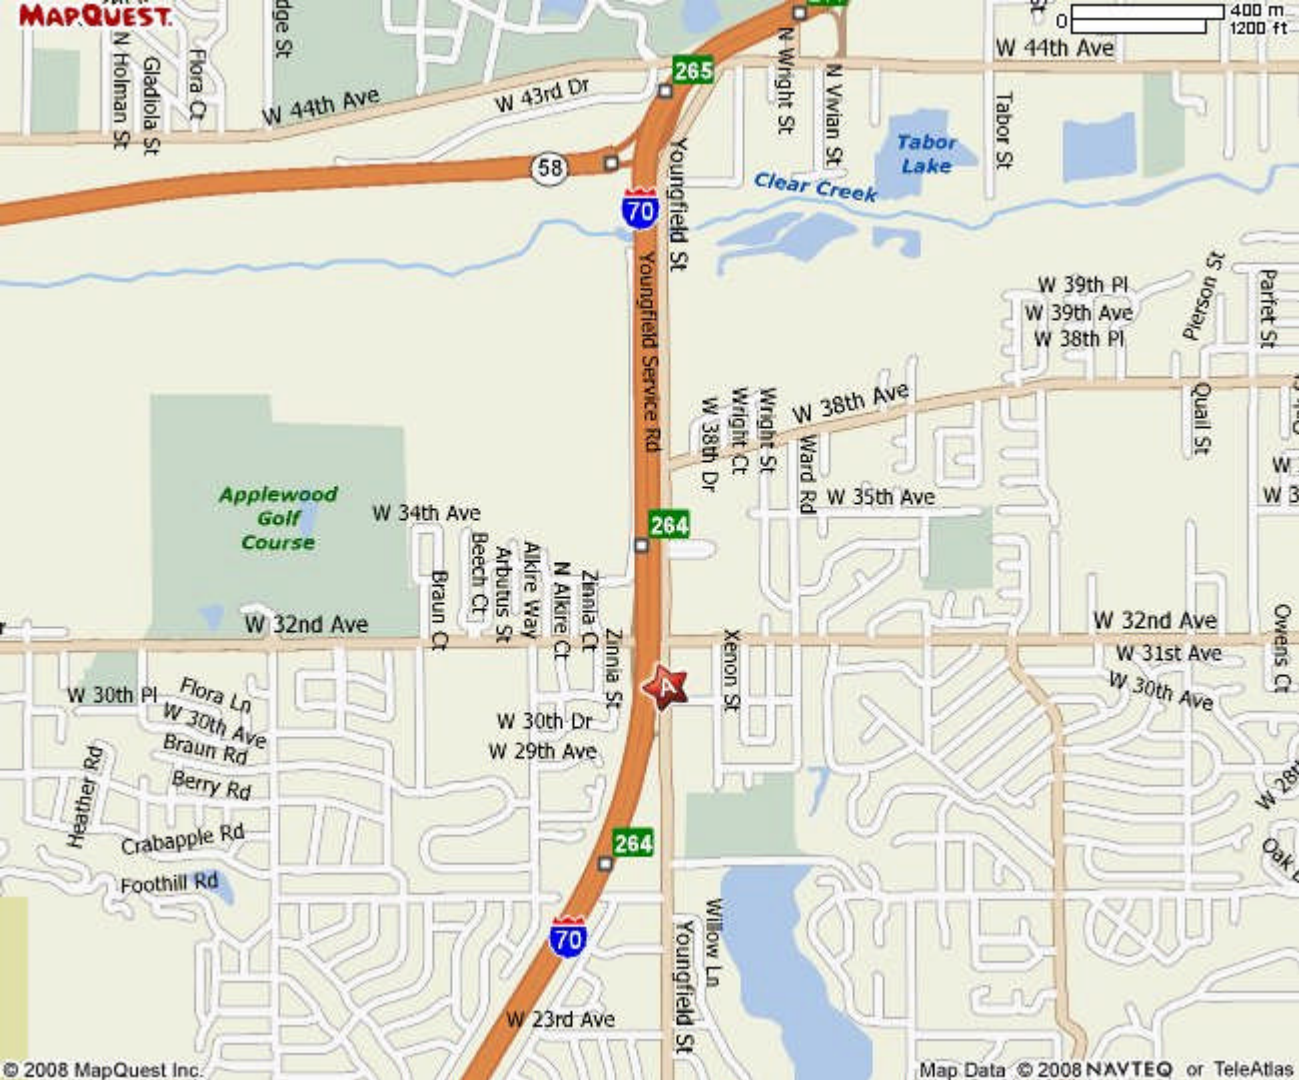 MAPQUEST.
N Holman St
Gladiola St
Flora Ct
dge St
W 44th Ave
W 43rd Dr
265
N Wright St
N Vivian St
W 44th Ave
0
400 m
1200 ft
St
Tabor St
Tabor
Lake
Clear Creek
58
70
Youngfield St
Youngfield Service Rd
W 39th Pl
W 39th Ave
W 38th Pl
Pierson St
Parfet St
W 38th Ave
W 38th Dr
Wright Ct
Wright St
Ward Rd
Quail St
W
W 3
W 35th Ave
Applewood
Golf
Course
W 34th Ave
264
Braun Ct
Beech Ct
Arbutus St
Alkire Way
N Alkire Ct
Zinnia Ct
Zinnia St
r
W 32nd Ave
Xenon St
W 32nd Ave
W 31st Ave
W 30th Ave
Owens Ct
A
W 30th Pl
Flora Ln
W 30th Ave
Braun Rd
Berry Rd
Heather Rd
Crabapple Rd
Foothill Rd
W 30th Dr
W 29th Ave
W 28th
Oak
264
70
Willow Ln
Youngfield St
W 23rd Ave
© 2008 MapQuest Inc.
Map Data © 2008 NAVTEQ or TeleAtlas